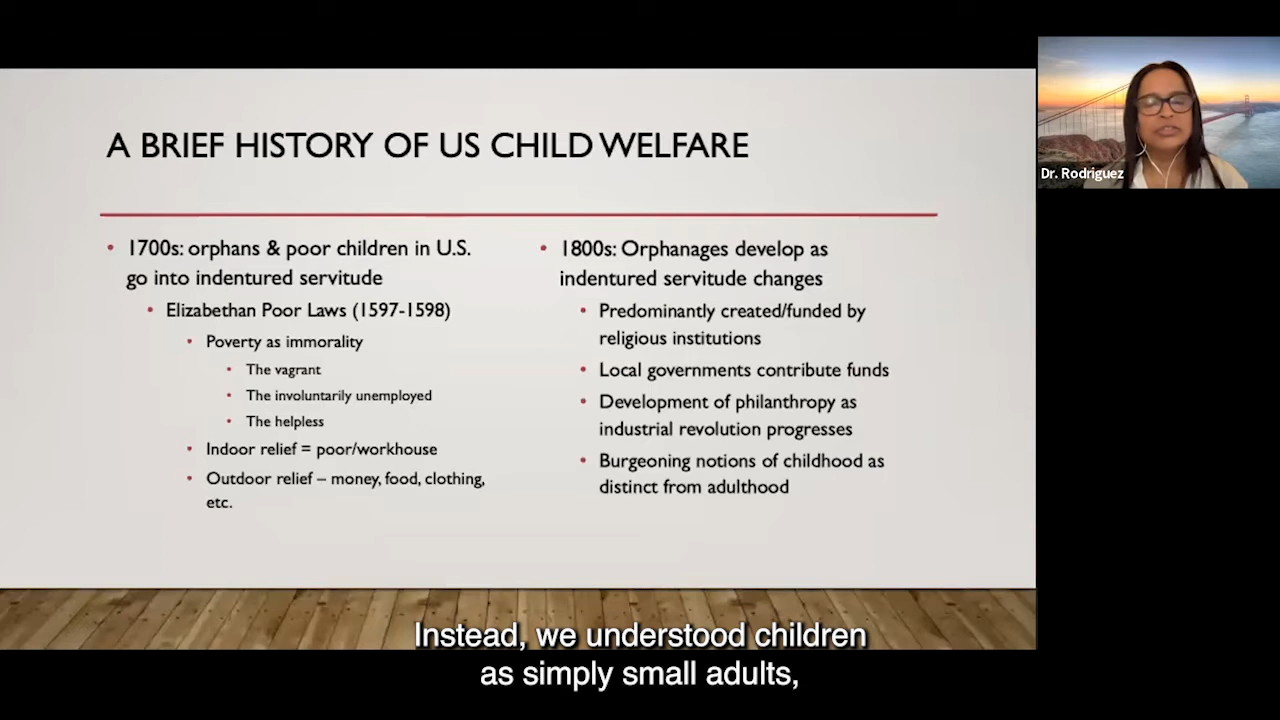 A BRIEF HISTORY OF US CHILD WELFARE
• 1700s: orphans & poor children in U.S.
go into indentured servitude
• Elizabethan Poor Laws (1597-1598)
• Poverty as immorality
• The vagrant
• The involuntarily unemployed
• The helpless
• Indoor relief = poor/workhouse
• Outdoor relief – money, food, clothing,
etc.
• 1800s: Orphanages develop as
indentured servitude changes
• Predominantly created/funded by
religious institutions
• Local governments contribute funds
• Development of philanthropy as
industrial revolution progresses
• Burgeoning notions of childhood as
distinct from adulthood
Dr. Rodriguez
Instead, we understood children
as simply small adults,